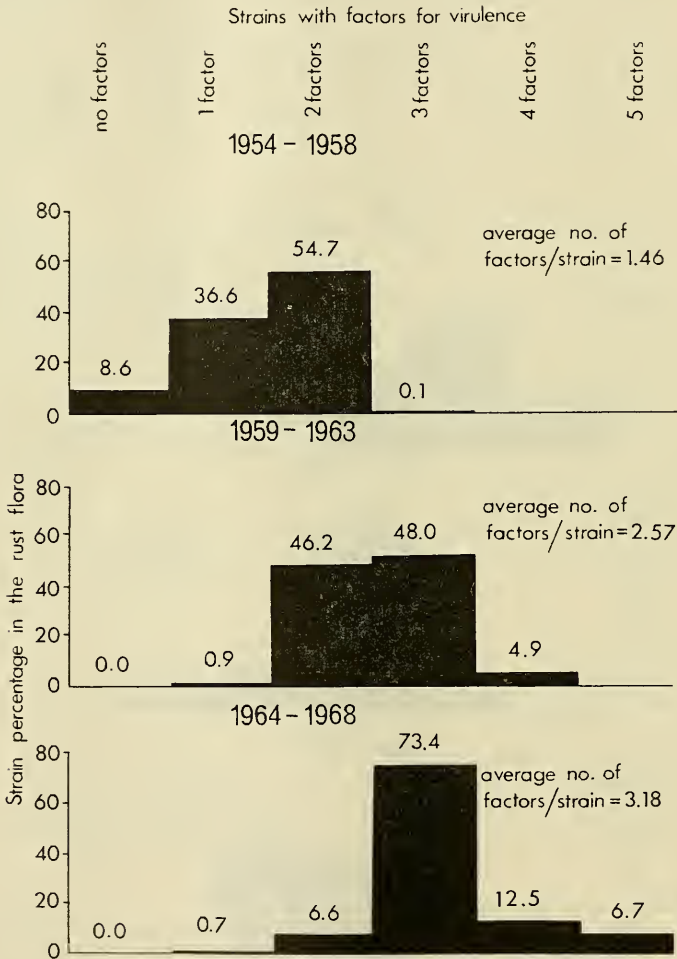 Strains with factors for virulence
no factors
1 factor
2 factors
3 factors
4 factors
5 factors
1954 – 1958
80
60
40
20
0
8.6
36.6
54.7
0.1
average no. of
factors/strain = 1.46
1959 – 1963
80
60
40
20
0
0.0
0.9
46.2
48.0
4.9
average no. of
factors/strain = 2.57
1964 – 1968
80
60
40
20
0
0.0
0.7
6.6
73.4
12.5
6.7
average no. of
factors/strain = 3.18
Strain percentage in the rust flora